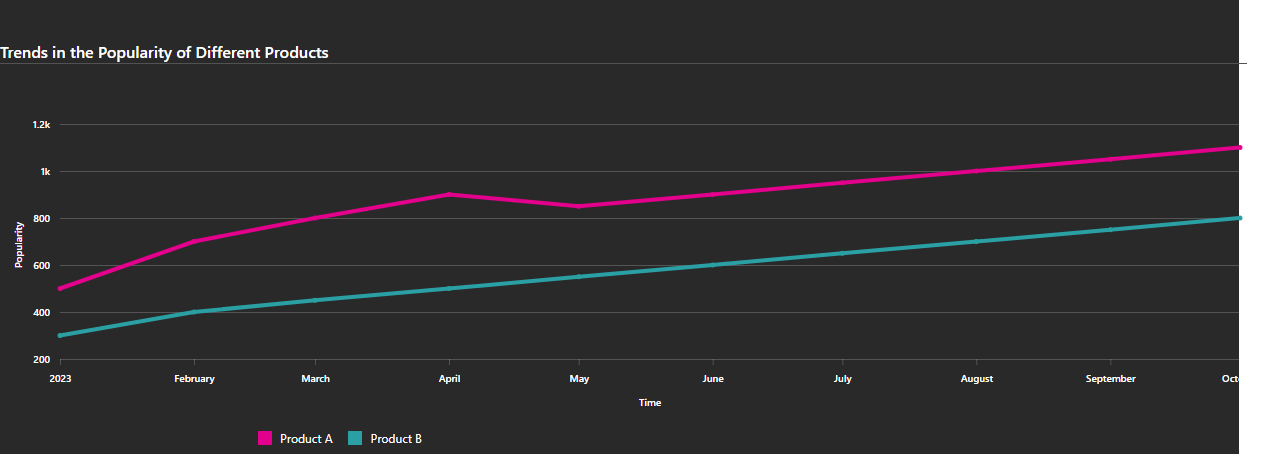 Trends in the Popularity of Different Products
1.2k
1k
800
600
400
200
Popularity
2023 February March April May June July August September Octo
Time
Product A Product B